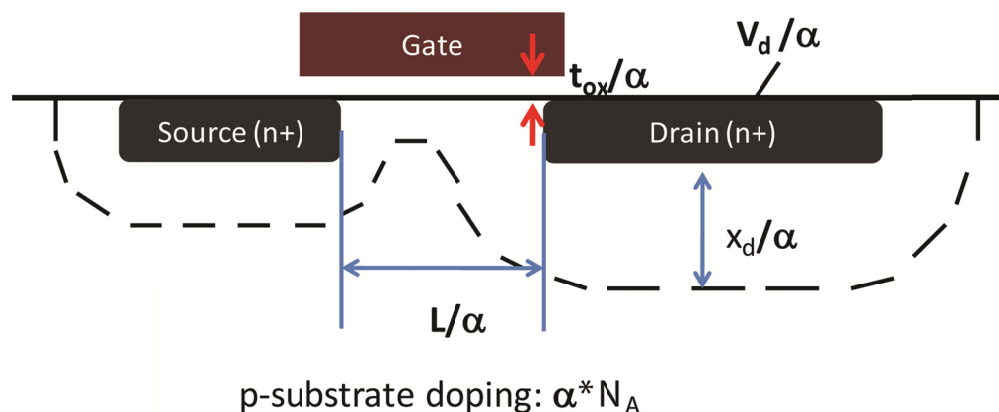 Gate
V_d/α
t_ox/α
Source (n+)
Drain (n+)
x_d/α
L/α
p-substrate doping: α*N_A